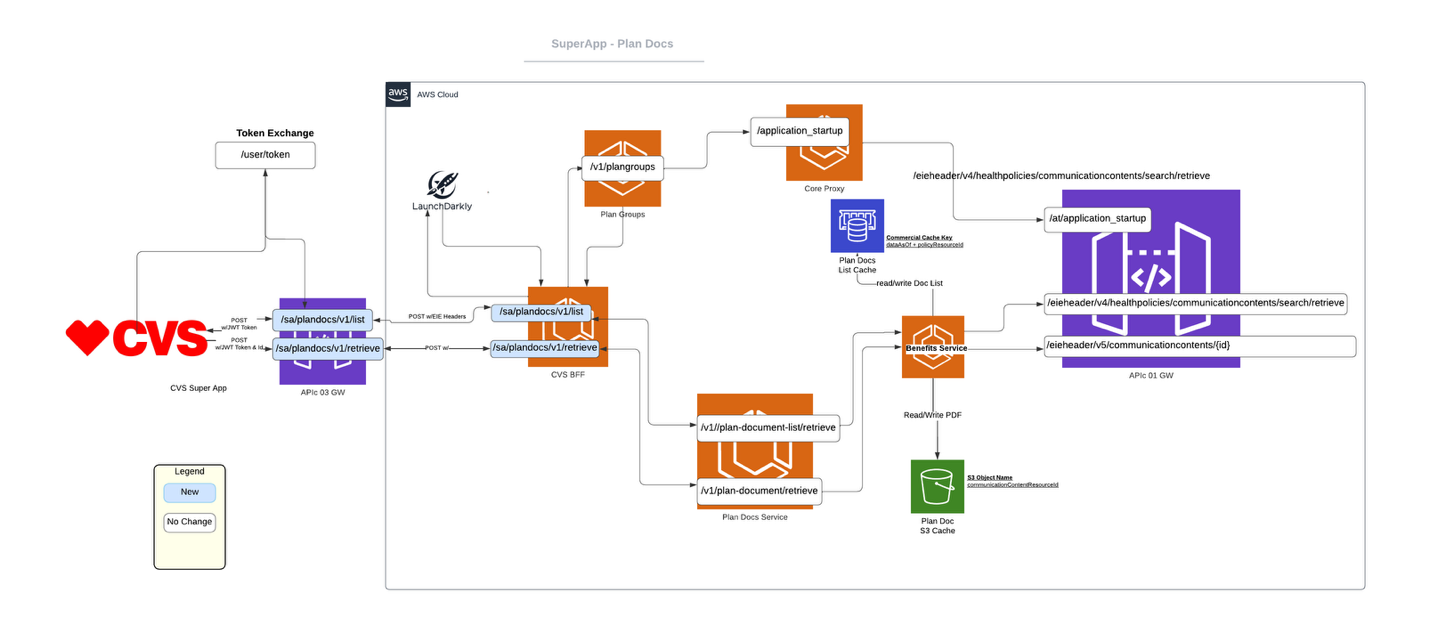 SuperApp - Plan Docs
aws
AWS Cloud
Token Exchange
/user/token
LaunchDarkly
/v1/plangroups
Plan Groups
/application_startup
Core Proxy
/eieheader/v4/healthpolicies/communicationcontents/search/retrieve
/at/application_startup
Commercial Cache Key
dataAsOf + policyResourceId
Plan Docs
List Cache
read/write Doc List
/eieheader/v4/healthpolicies/communicationcontents/search/retrieve
/eieheader/v5/communicationcontents/{id}
APIc 01 GW
Benefits Service
CVS
CVS Super App
POST
w/JWT Token
POST
w/JWT Token & Id
/sa/plandocs/v1/list
/sa/plandocs/v1/retrieve
APIc 03 GW
POST w/EIE Headers
POST w/
/sa/plandocs/v1/list
/sa/plandocs/v1/retrieve
CVS BFF
/v1//plan-document-list/retrieve
/v1/plan-document/retrieve
Plan Docs Service
Read/Write PDF
S3 Object Name
communicationContentResourceId
Plan Doc
S3 Cache
Legend
New
No Change